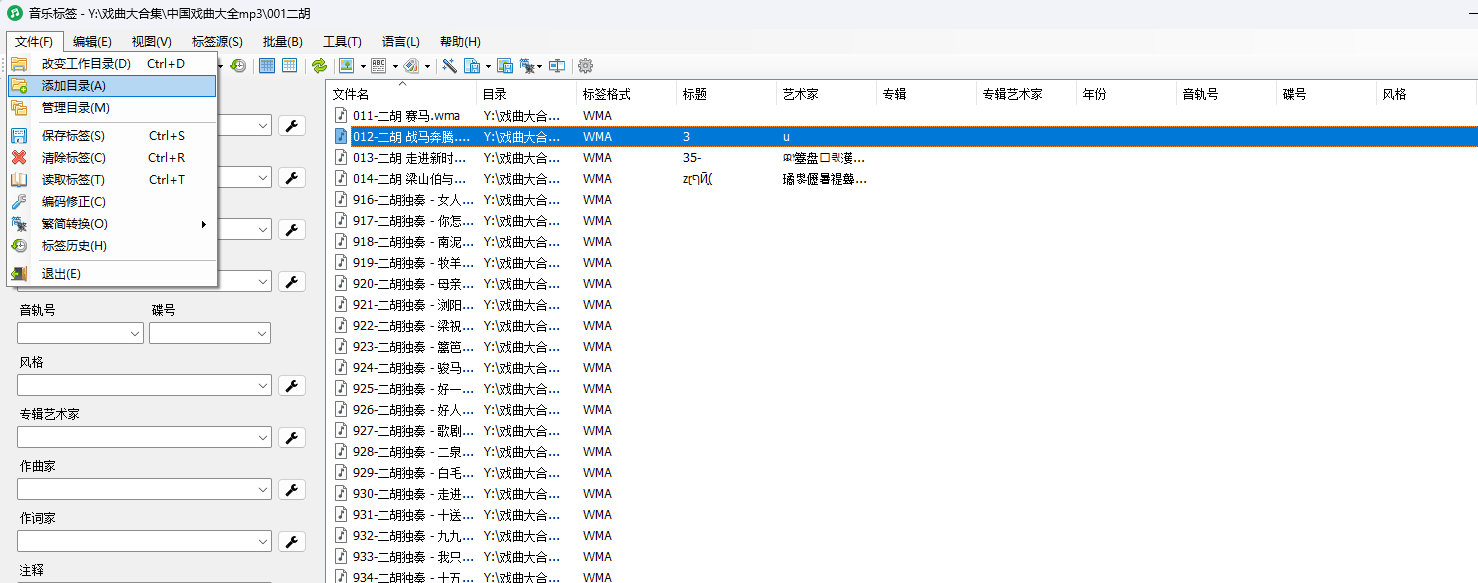 音乐标签 - Y:\戏曲大合集\中国戏曲大全mp3\001二胡
文件(F) 编辑(E) 视图(V) 标签源(S) 批量(B) 工具(T) 语言(L) 帮助(H)
改变工作目录(D) Ctrl+D
添加目录(A)
管理目录(M)
保存标签(S) Ctrl+S
清除标签(C) Ctrl+R
读取标签(T) Ctrl+T
编码修正(C)
繁简转换(O)
标签历史(H)
退出(E)
音轨号 碟号
风格
专辑艺术家
作曲家
作词家
注释
ABC
文件名 目录 标签格式 标题 艺术家 专辑 专辑艺术家 年份 音轨号 碟号 风格
011-二胡 赛马.wma Y:\戏曲大合... WMA
012-二胡 战马奔腾.... Y:\戏曲大合... WMA 3 u
013-二胡 走进新时... Y:\戏曲大合... WMA 35-
014-二胡 梁山伯与... Y:\戏曲大合... WMA
916-二胡独奏 - 女人... Y:\戏曲大合... WMA
917-二胡独奏 - 你怎... Y:\戏曲大合... WMA
918-二胡独奏 - 南泥... Y:\戏曲大合... WMA
919-二胡独奏 - 牧羊... Y:\戏曲大合... WMA
920-二胡独奏 - 母亲... Y:\戏曲大合... WMA
921-二胡独奏 - 浏阳... Y:\戏曲大合... WMA
922-二胡独奏 - 梁祝... Y:\戏曲大合... WMA
923-二胡独奏 - 篱笆... Y:\戏曲大合... WMA
924-二胡独奏 - 骏马... Y:\戏曲大合... WMA
925-二胡独奏 - 好一... Y:\戏曲大合... WMA
926-二胡独奏 - 好人... Y:\戏曲大合... WMA
927-二胡独奏 - 歌剧... Y:\戏曲大合... WMA
928-二胡独奏 - 二泉... Y:\戏曲大合... WMA
929-二胡独奏 - 白毛... Y:\戏曲大合... WMA
930-二胡独奏 - 走进... Y:\戏曲大合... WMA
931-二胡独奏 - 十送... Y:\戏曲大合... WMA
932-二胡独奏 - 九九... Y:\戏曲大合... WMA
933-二胡独奏 - 我只... Y:\戏曲大合... WMA
934-二胡独奏 - 十五... Y:\戏曲大合... WMA